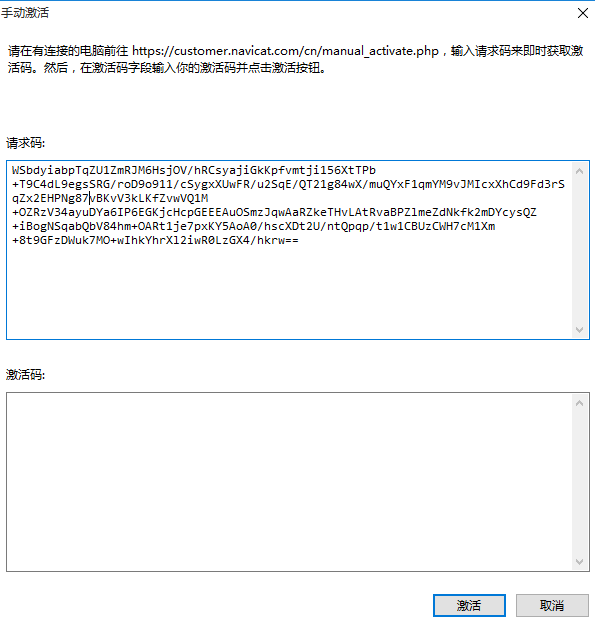 手动激活
请在有连接的电脑前往 https://customer.navicat.com/cn/manual_activate.php，输入请求码来即时获取激
活码。然后，在激活码字段输入你的激活码并点击激活按钮。
请求码:
WSbdyiabpTqZU1ZmRJM6HsjOV/hRCsyajiGkKpfvmtji156XtTPb
+T9C4dL9egsSRG/roD9o911/cSygxXUwFR/u2SqE/QT21g84wX/muQYxF1qmYM9vJMIcxXhCd9Fd3rS
qZx2EHPNg87vBKvV3kLKfZvwVQ1M
+OZRzV34ayuDYa6IP6EGKjcHcpGEEEAuOSmzJqwAaRZkeTHvLAtRvaBPZlmeZdNkfk2mDYcysQZ
+iBogNSqabQbV84hm+OARt1je7pxKY5AoA0/hscXDt2U/ntQpqp/t1w1CBUzCWH7cM1Xm
+8t9GFzDWuk7MO+wIhkYhrXl2iwR0LzGX4/hkrw==
激活码:
激活
取消